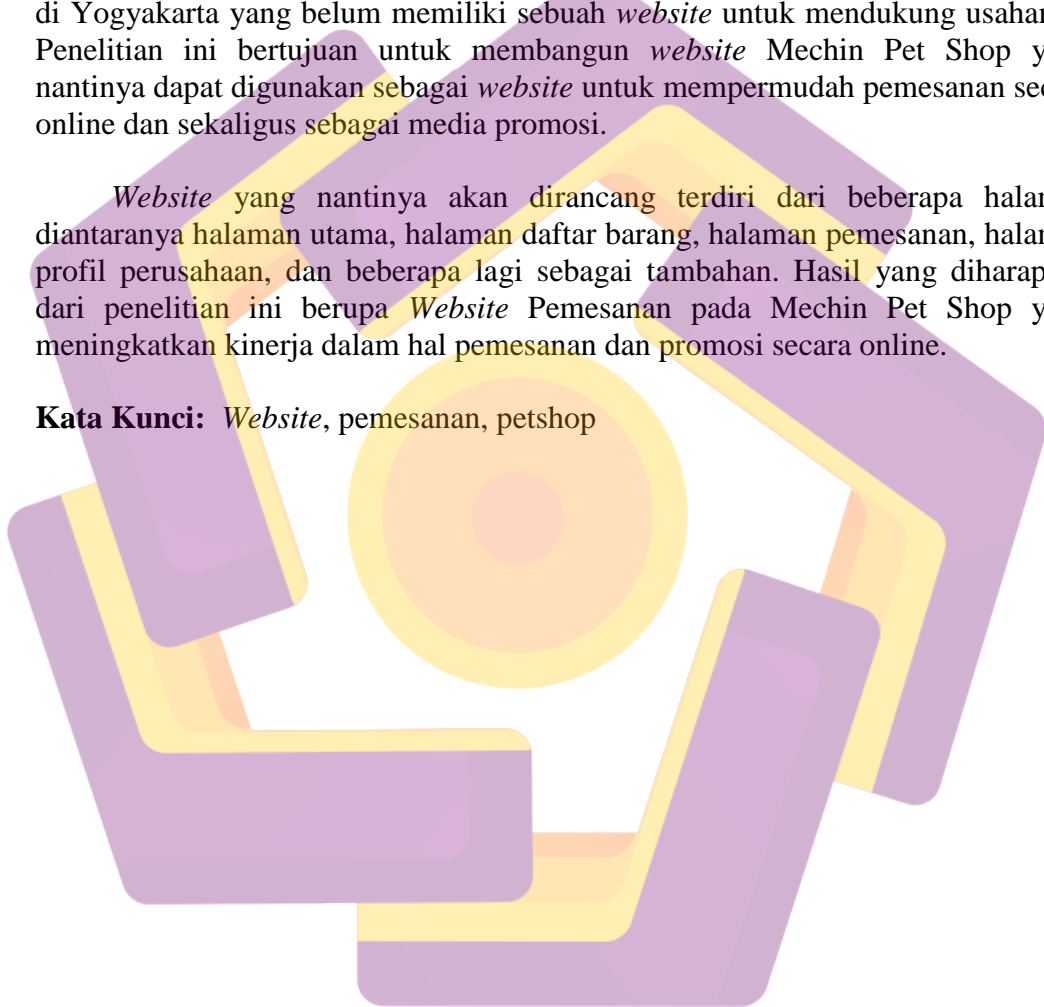 di Yogyakarta yang belum memiliki sebuah website untuk mendukung usahan
Penelitian ini bertujuan untuk membangun website Mechin Pet Shop y
nantinya dapat digunakan sebagai website untuk mempermudah pemesanan sec
online dan sekaligus sebagai media promosi.
Website yang nantinya akan dirancang terdiri dari beberapa halan
diantaranya halaman utama, halaman daftar barang, halaman pemesanan, halan
profil perusahaan, dan beberapa lagi sebagai tambahan. Hasil yang diharap
dari penelitian ini berupa Website Pemesanan pada Mechin Pet Shop y
meningkatkan kinerja dalam hal pemesanan dan promosi secara online.
Kata Kunci: Website, pemesanan, petshop